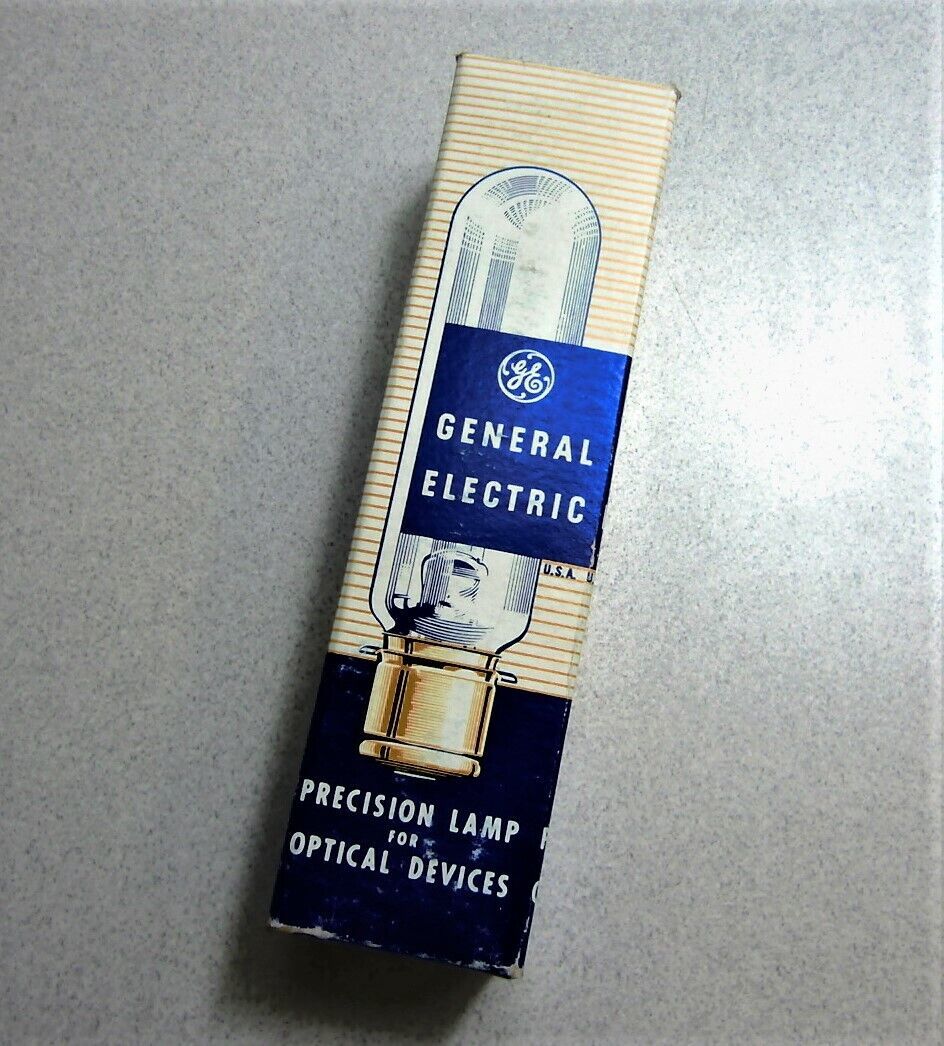 GE
GENERAL
ELECTRIC
U.S.A.
PRECISION LAMP
FOR
OPTICAL DEVICES